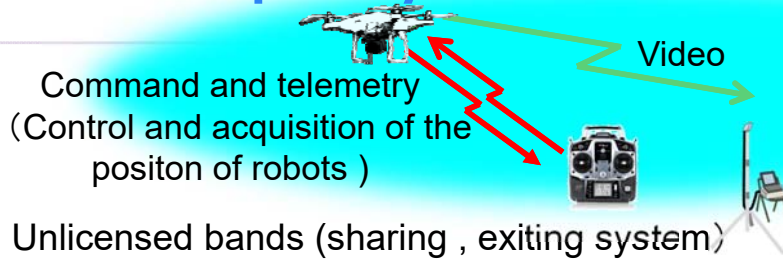 Video
Command and telemetry
（Control and acquisition of the
positon of robots )
Unlicensed bands (sharing , exiting system)